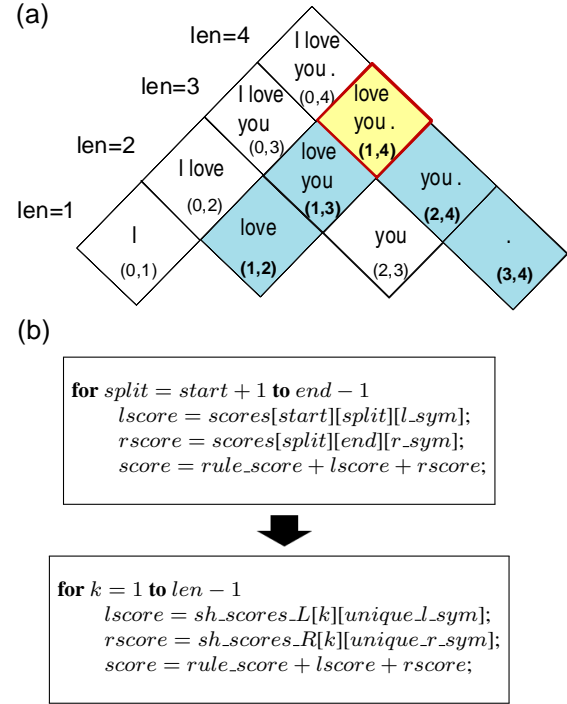 (a)
len=4
I love
you .
(0,4)
len=3
I love
you
(0,3)
love
you .
(1,4)
len=2
I love
(0,2)
love
you
(1,3)
you .
(2,4)
len=1
I
(0,1)
love
(1,2)
you
(2,3)
.
(3,4)
(b)
for split = start + 1 to end − 1
lscore = scores[start][split][l_sym];
rscore = scores[split][end][r_sym];
score = rule_score + lscore + rscore;
for k = 1 to len − 1
lscore = sh_scores_L[k][unique_l_sym];
rscore = sh_scores_R[k][unique_r_sym];
score = rule_score + lscore + rscore;